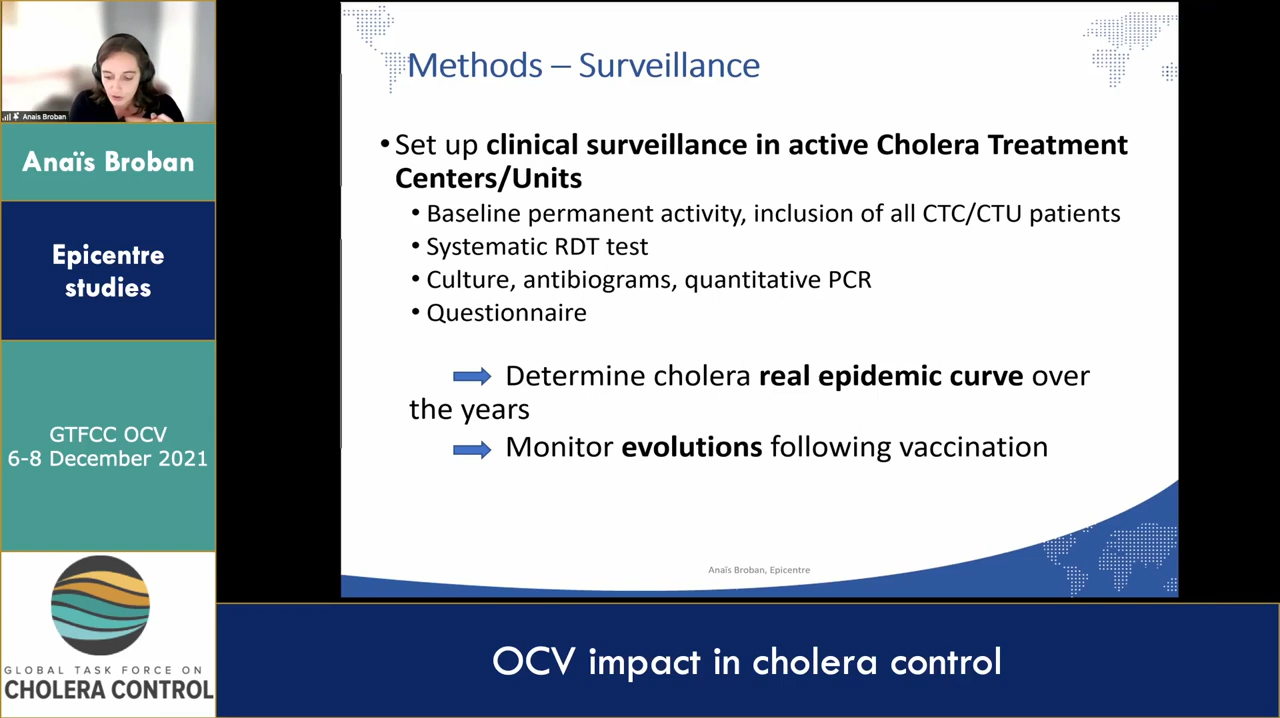 Anais Broban
Anaïs Broban
Epicentre
studies
GTFCC OCV
6-8 December 2021
GLOBAL TASK FORCE ON
CHOLERA CONTROL
Methods – Surveillance
• Set up clinical surveillance in active Cholera Treatment
Centers/Units
• Baseline permanent activity, inclusion of all CTC/CTU patients
• Systematic RDT test
• Culture, antibiograms, quantitative PCR
• Questionnaire
Determine cholera real epidemic curve over
the years
Monitor evolutions following vaccination
Anaïs Broban, Epicentre
OCV impact in cholera control